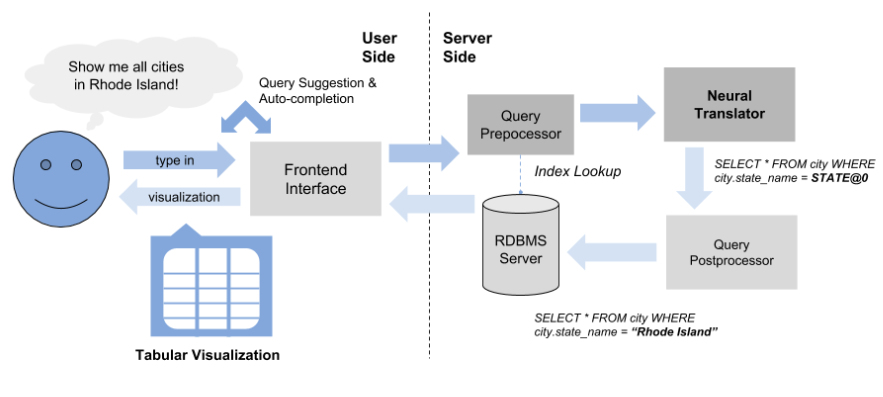 User
Side
Server
Side
Show me all cities
in Rhode Island!
Query Suggestion &
Auto-completion
Query
Prepocessor
Neural
Translator
type in
Frontend
Interface
visualization
Index Lookup
SELECT * FROM city WHERE
city.state_name = STATE@0
RDBMS
Server
Query
Postprocessor
SELECT * FROM city WHERE
city.state_name = “Rhode Island”
Tabular Visualization